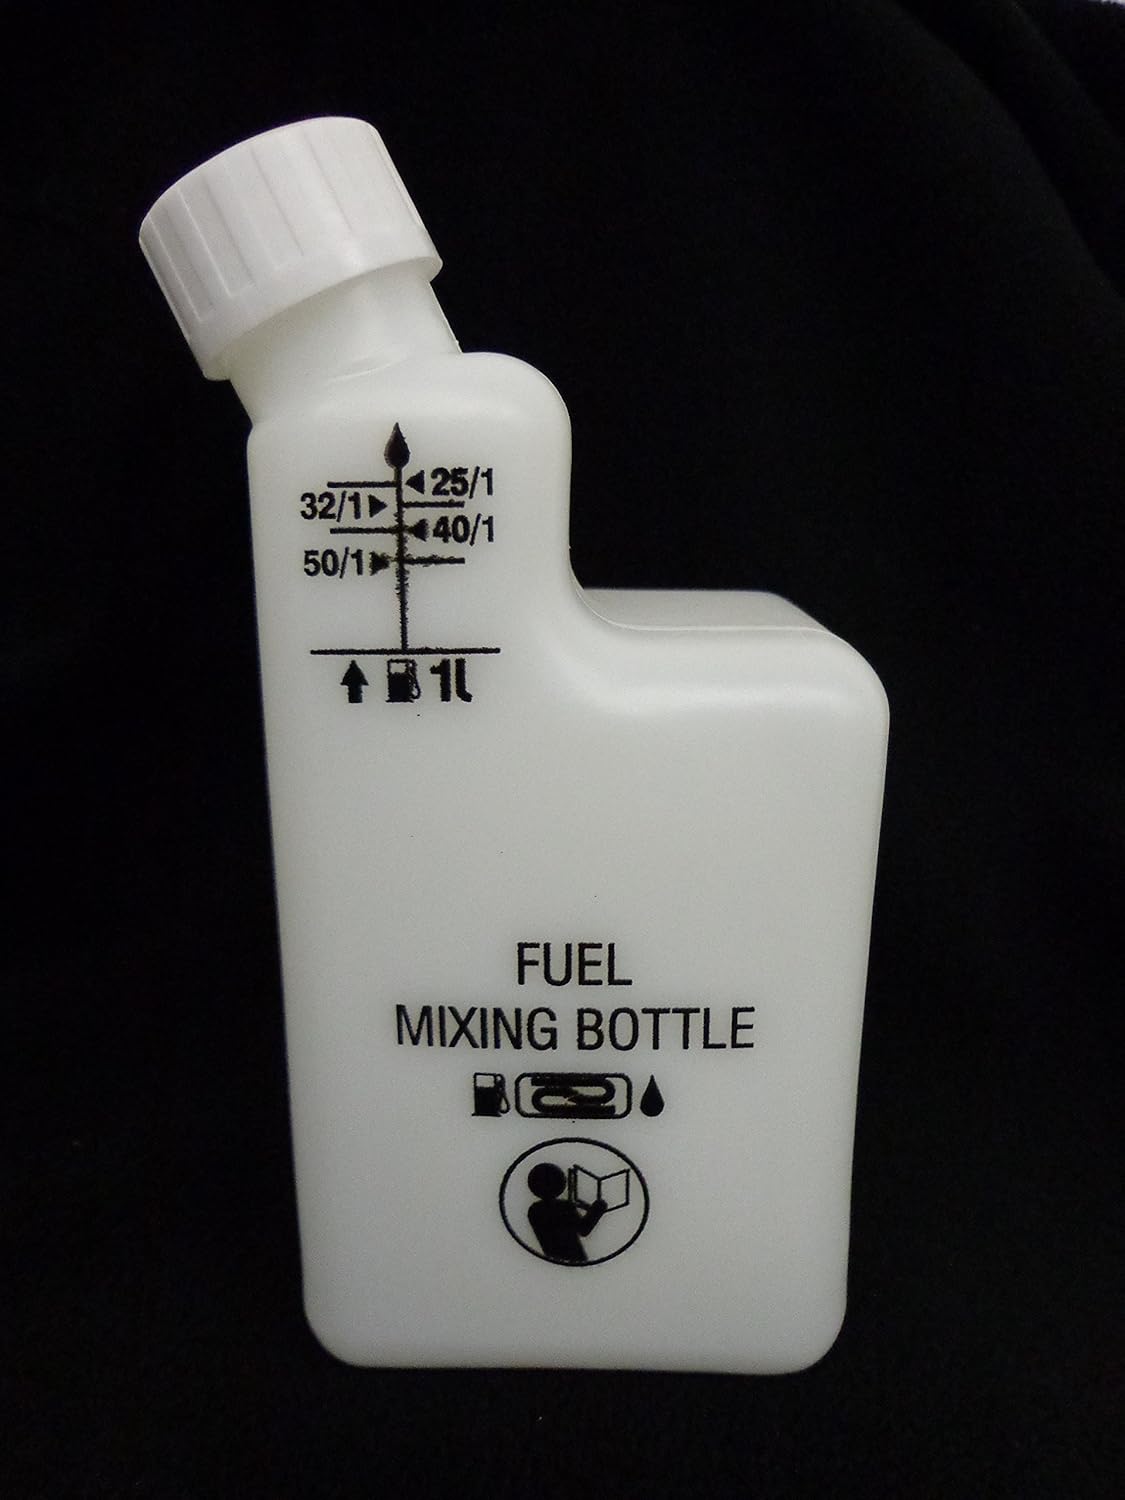 25/1
32/1
40/1
50/1
1l
FUEL
MIXING BOTTLE